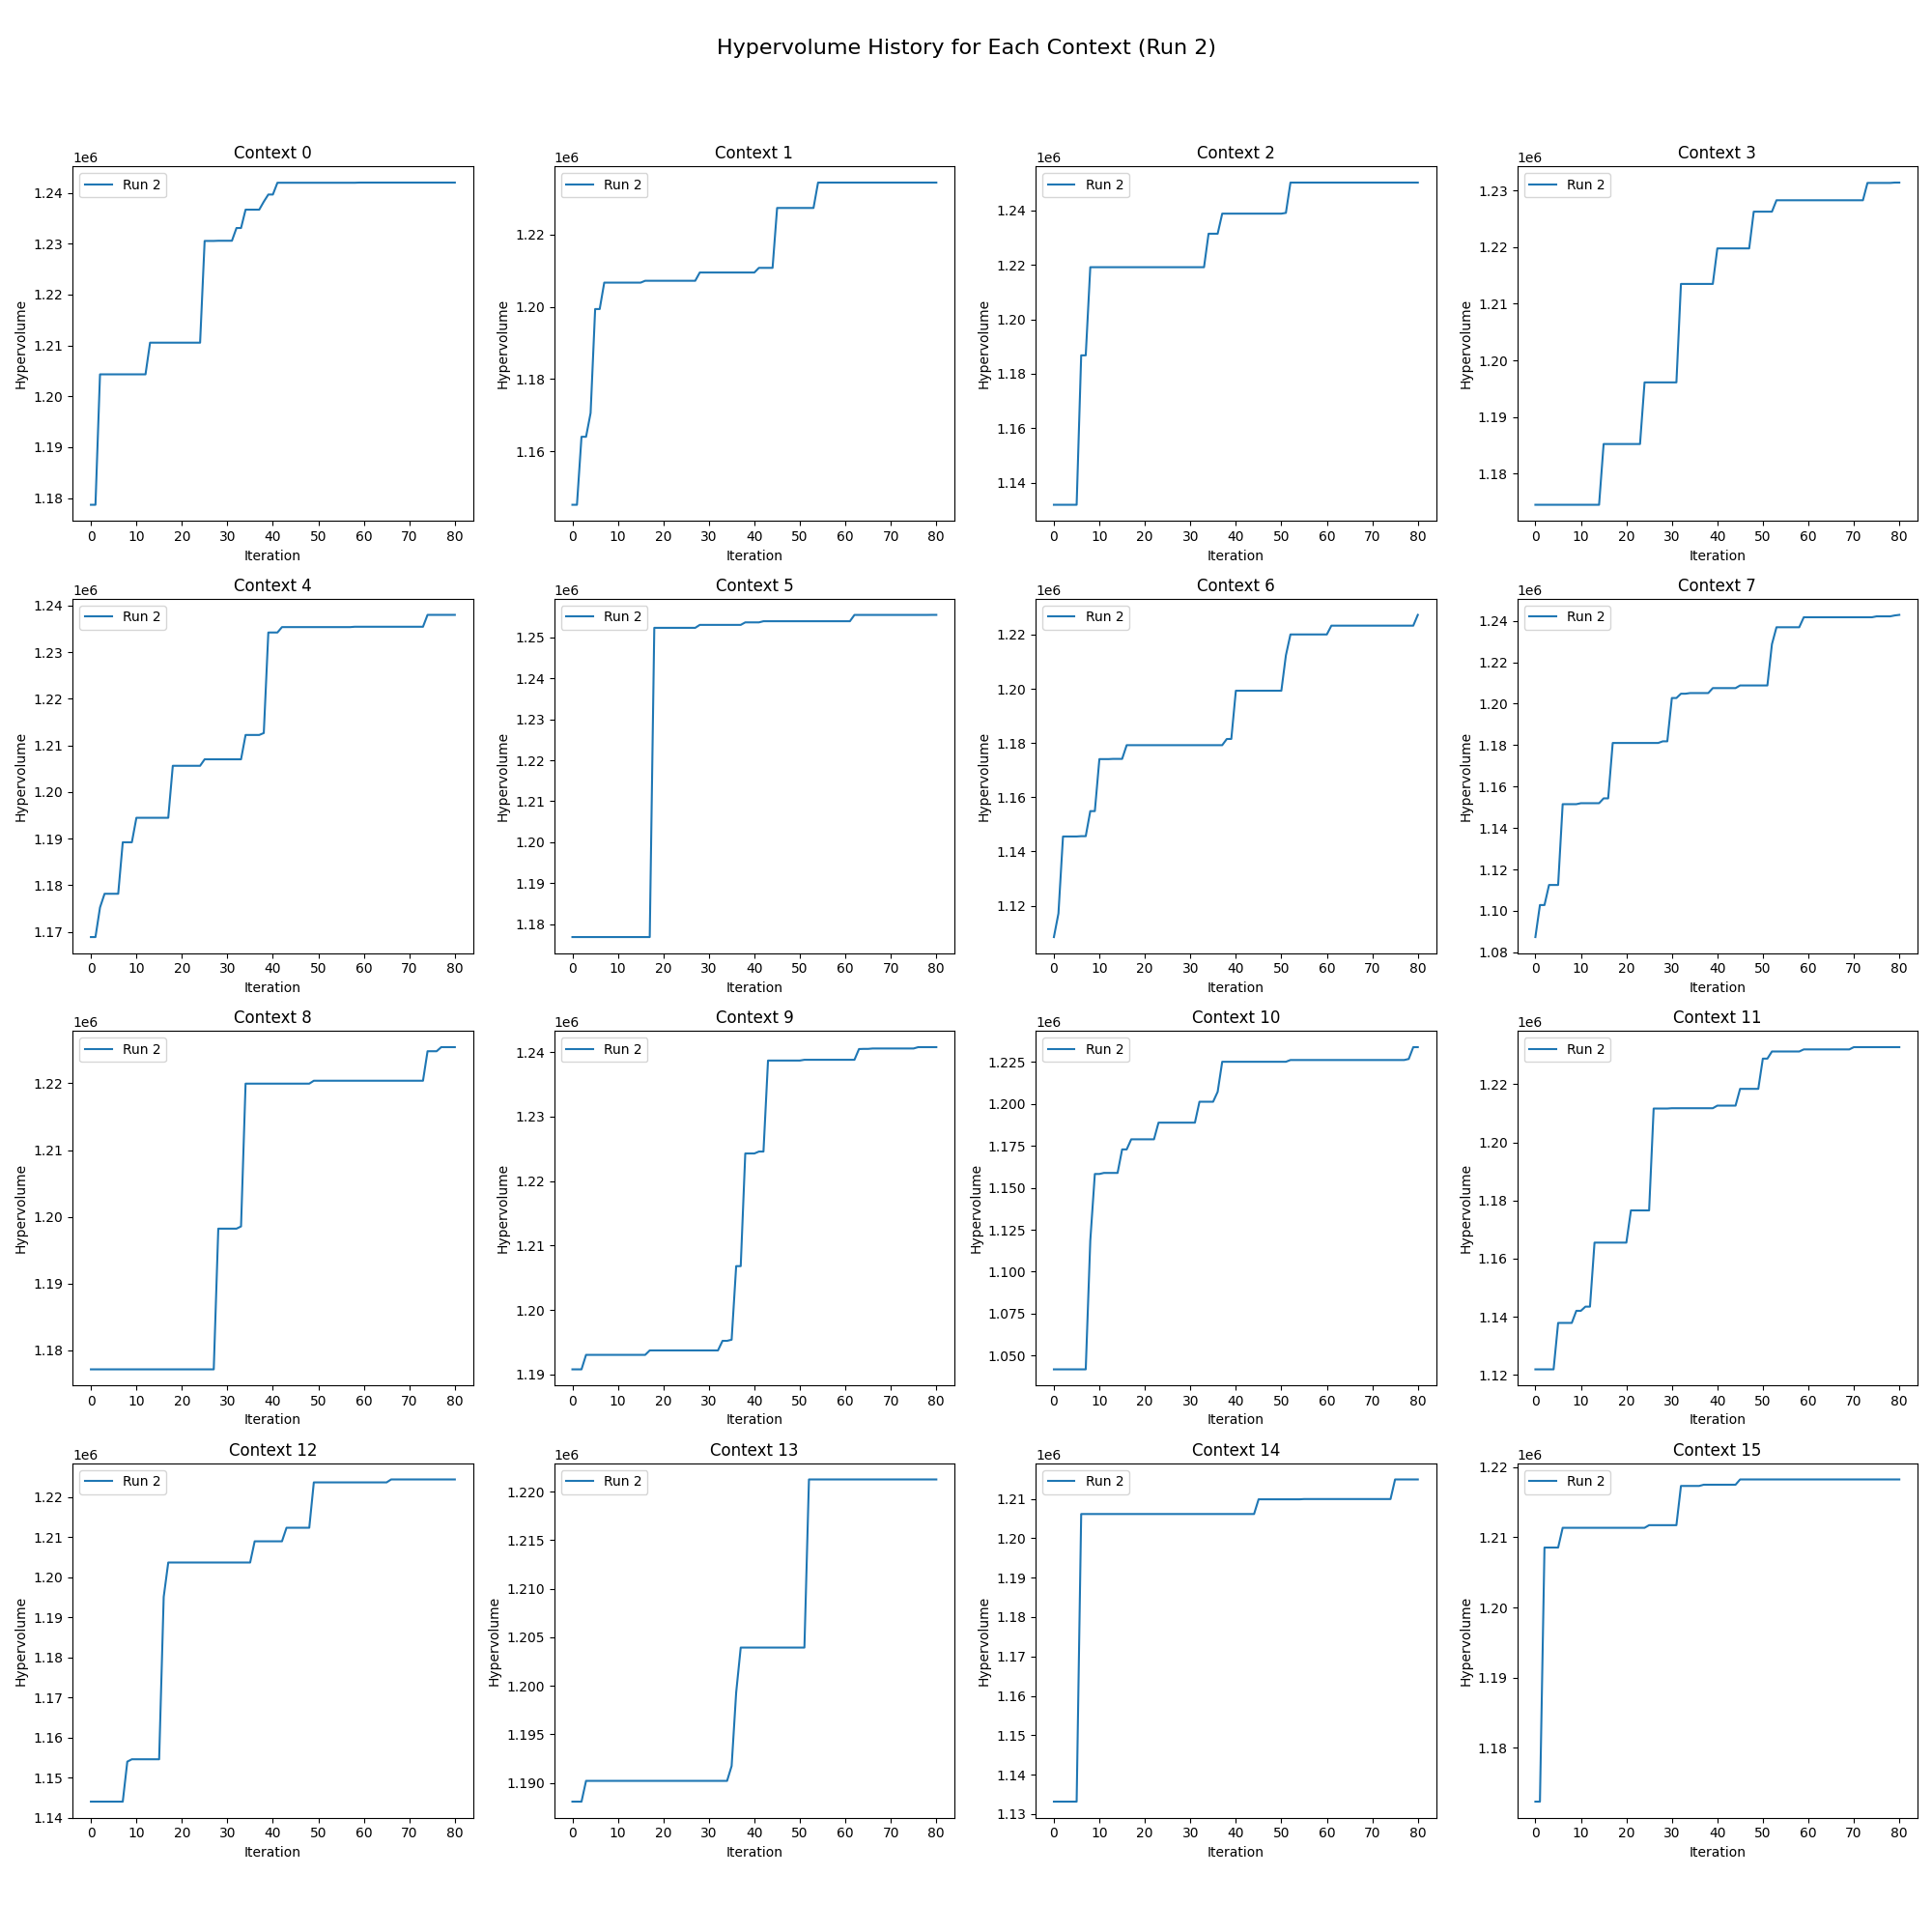 Hypervolume History for Each Context (Run 2)
Context 0
1e6
Run 2
Hypervolume
1.24
1.23
1.22
1.21
1.20
1.19
1.18
0 10 20 30 40 50 60 70 80
Iteration
Context 1
1e6
Run 2
Hypervolume
1.22
1.20
1.18
1.16
0 10 20 30 40 50 60 70 80
Iteration
Context 2
1e6
Run 2
Hypervolume
1.24
1.22
1.20
1.18
1.16
1.14
0 10 20 30 40 50 60 70 80
Iteration
Context 3
1e6
Run 2
Hypervolume
1.23
1.22
1.21
1.20
1.19
1.18
0 10 20 30 40 50 60 70 80
Iteration
Context 4
1e6
Run 2
Hypervolume
1.24
1.23
1.22
1.21
1.20
1.19
1.18
1.17
0 10 20 30 40 50 60 70 80
Iteration
Context 5
1e6
Run 2
Hypervolume
1.25
1.24
1.23
1.22
1.21
1.20
1.19
1.18
0 10 20 30 40 50 60 70 80
Iteration
Context 6
1e6
Run 2
Hypervolume
1.22
1.20
1.18
1.16
1.14
1.12
0 10 20 30 40 50 60 70 80
Iteration
Context 7
1e6
Run 2
Hypervolume
1.24
1.22
1.20
1.18
1.16
1.14
1.12
1.10
1.08
0 10 20 30 40 50 60 70 80
Iteration
Context 8
1e6
Run 2
Hypervolume
1.22
1.21
1.20
1.19
1.18
0 10 20 30 40 50 60 70 80
Iteration
Context 9
1e6
Run 2
Hypervolume
1.24
1.23
1.22
1.21
1.20
1.19
0 10 20 30 40 50 60 70 80
Iteration
Context 10
1e6
Run 2
Hypervolume
1.225
1.200
1.175
1.150
1.125
1.100
1.075
1.050
0 10 20 30 40 50 60 70 80
Iteration
Context 11
1e6
Run 2
Hypervolume
1.22
1.20
1.18
1.16
1.14
1.12
0 10 20 30 40 50 60 70 80
Iteration
Context 12
1e6
Run 2
Hypervolume
1.22
1.21
1.20
1.19
1.18
1.17
1.16
1.15
1.14
0 10 20 30 40 50 60 70 80
Iteration
Context 13
1e6
Run 2
Hypervolume
1.220
1.215
1.210
1.205
1.200
1.195
1.190
0 10 20 30 40 50 60 70 80
Iteration
Context 14
1e6
Run 2
Hypervolume
1.21
1.20
1.19
1.18
1.17
1.16
1.15
1.14
1.13
0 10 20 30 40 50 60 70 80
Iteration
Context 15
1e6
Run 2
Hypervolume
1.22
1.21
1.20
1.19
1.18
0 10 20 30 40 50 60 70 80
Iteration